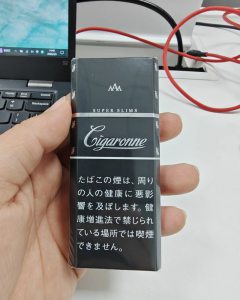 AAA
SUPER SLIMS
Cigaronne
たばこの煙は、周り
の人の健康に悪影
響を及ぼします。健
康増進法で禁じられ
ている場所では喫煙
できません。